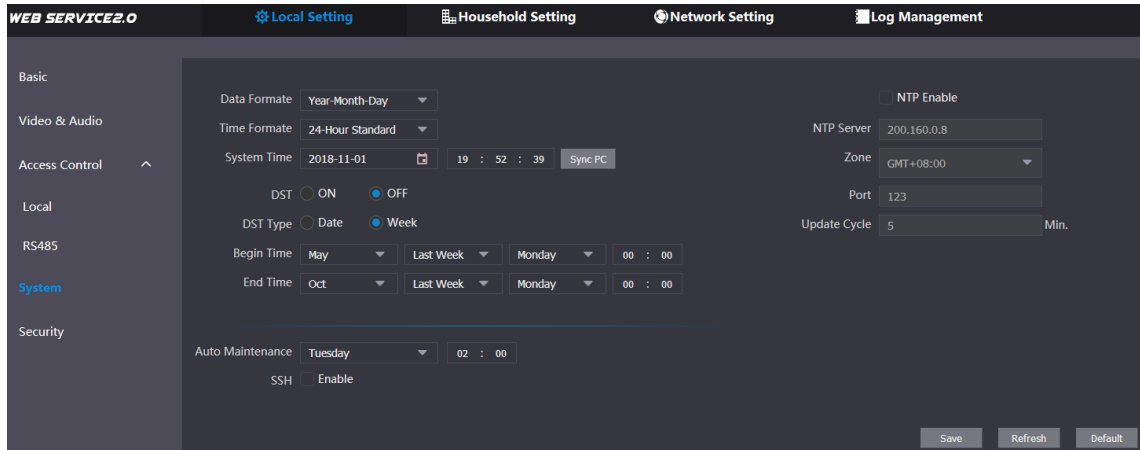 WEB SERVICE2.0 Local Setting Household Setting Network Setting Log Management
Basic
Video & Audio
Access Control
Local
RS485
System
Security
Data Formate Year-Month-Day
Time Formate 24-Hour Standard
System Time 2018-11-01 19 : 52 : 39 Sync PC
DST ON OFF
DST Type Date Week
Begin Time May Last Week Monday 00 : 00
End Time Oct Last Week Monday 00 : 00
Auto Maintenance Tuesday 02 : 00
SSH Enable
NTP Enable
NTP Server 200.160.0.8
Zone GMT+08:00
Port 123
Update Cycle 5 Min.
Save Refresh Default